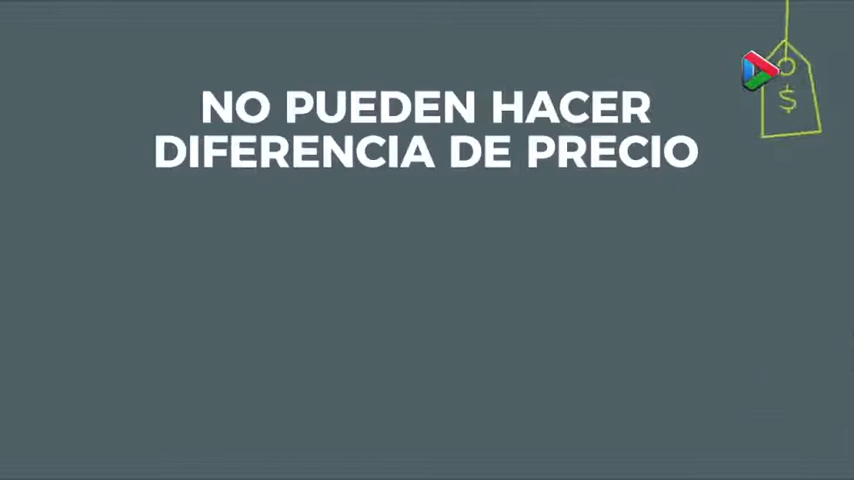 NO PUEDEN HACER
DIFERENCIA DE PRECIO
$